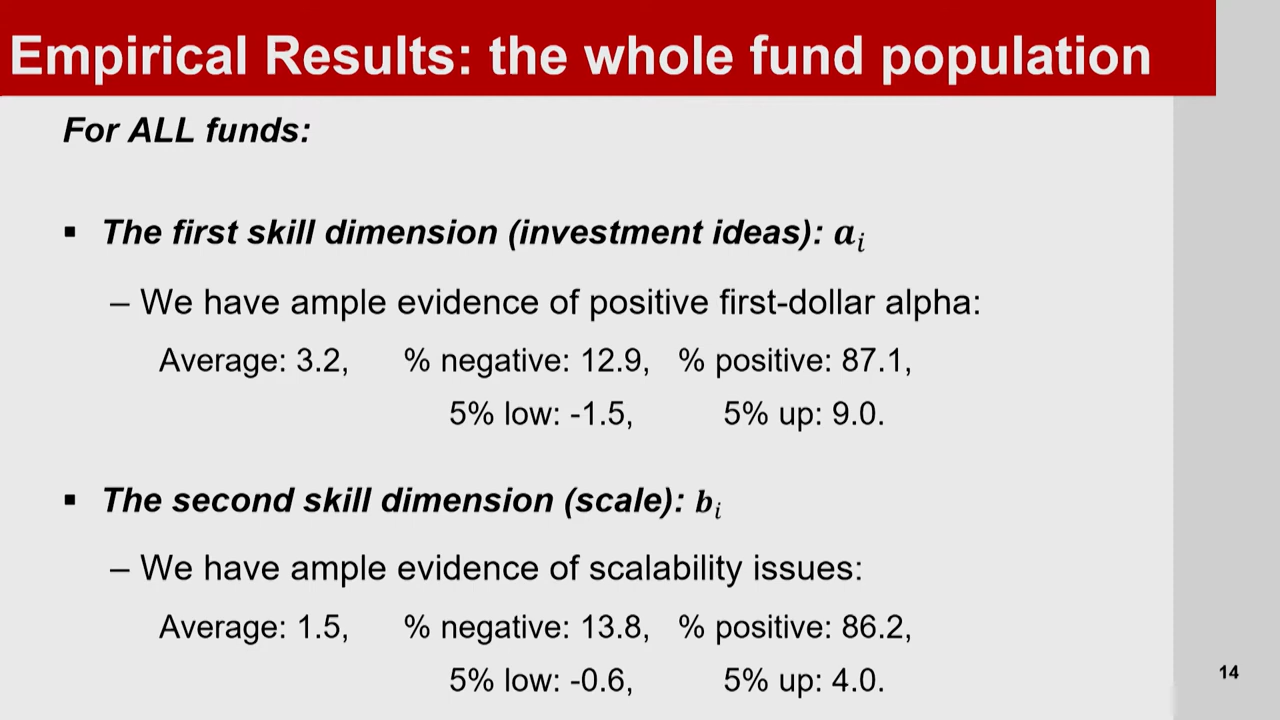 Empirical Results: the whole fund population
For ALL funds:
▪ The first skill dimension (investment ideas): aᵢ
– We have ample evidence of positive first-dollar alpha:
Average: 3.2, % negative: 12.9, % positive: 87.1,
5% low: -1.5, 5% up: 9.0.
▪ The second skill dimension (scale): bᵢ
– We have ample evidence of scalability issues:
Average: 1.5, % negative: 13.8, % positive: 86.2,
5% low: -0.6, 5% up: 4.0.
14